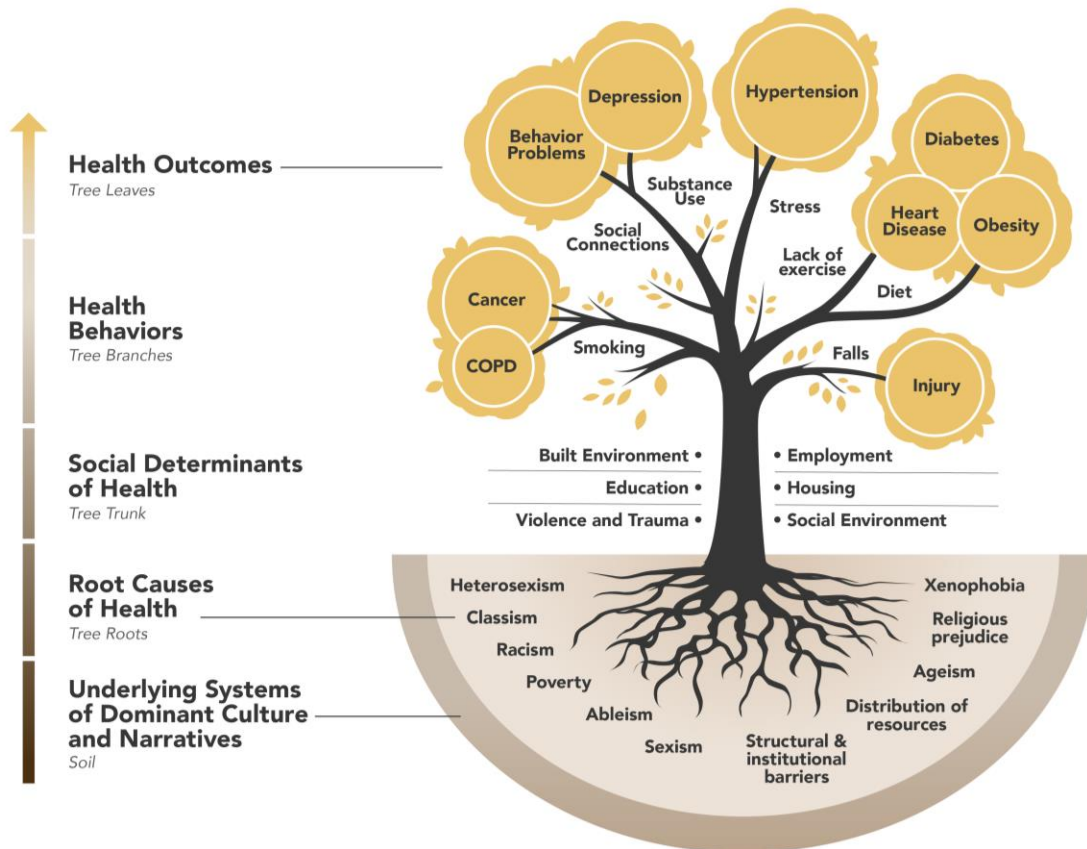 Health Outcomes
Tree Leaves
Health
Behaviors
Tree Branches
Social Determinants
of Health
Tree Trunk
Root Causes
of Health
Tree Roots
Underlying Systems
of Dominant Culture
and Narratives
Soil
Depression
Behavior
Problems
Hypertension
Diabetes
Heart
Disease
Obesity
Substance
Use
Stress
Social
Connections
Lack of
exercise
Diet
Cancer
COPD
Smoking
Falls
Injury
Built Environment •
Education •
Violence and Trauma •
• Employment
• Housing
• Social Environment
Heterosexism
Classism
Racism
Poverty
Ableism
Sexism
Structural &
institutional
barriers
Distribution of
resources
Ageism
Religious
prejudice
Xenophobia